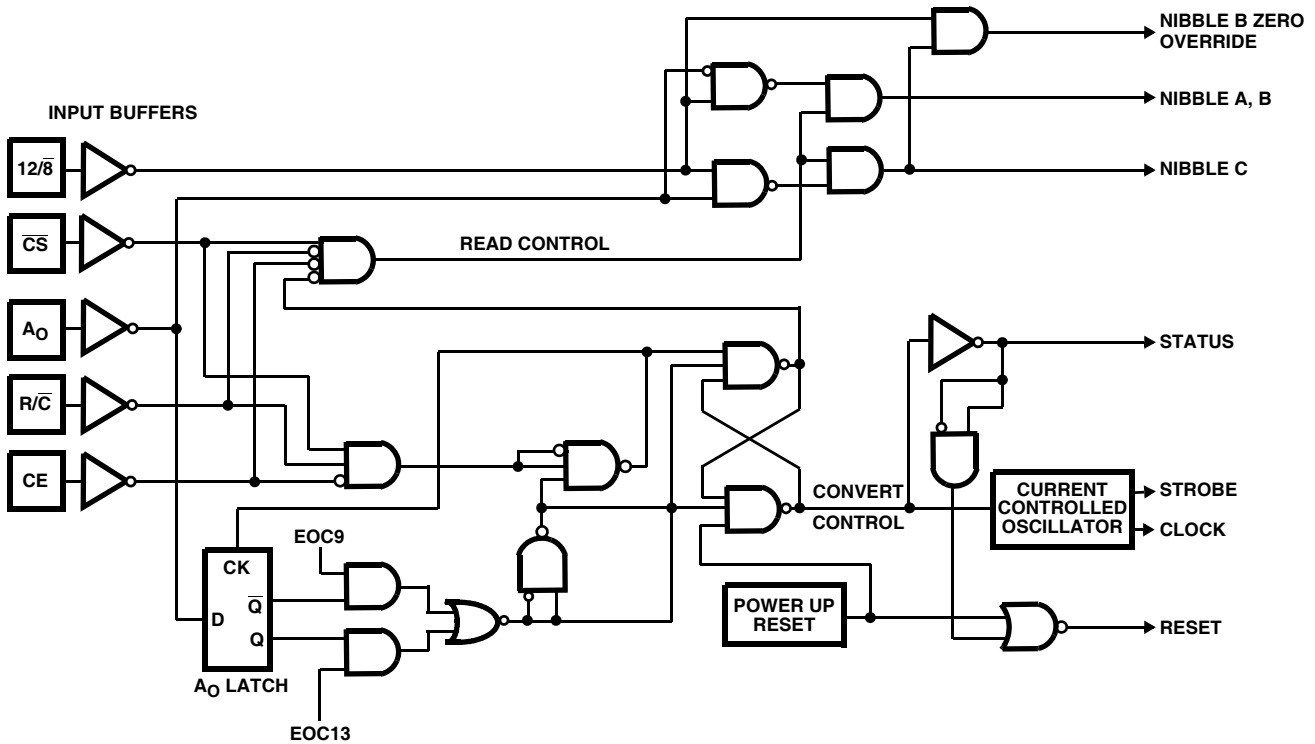 NIBBLE B ZERO
OVERRIDE
NIBBLE A, B
INPUT BUFFERS
12/8̅
NIBBLE C
C̅S̅
READ CONTROL
AO
STATUS
R/C̅
CE
CONVERT
CONTROL
CURRENT
CONTROLLED
OSCILLATOR
STROBE
CLOCK
EOC9
CK
Q̅
D
Q
POWER UP
RESET
RESET
AO LATCH
EOC13